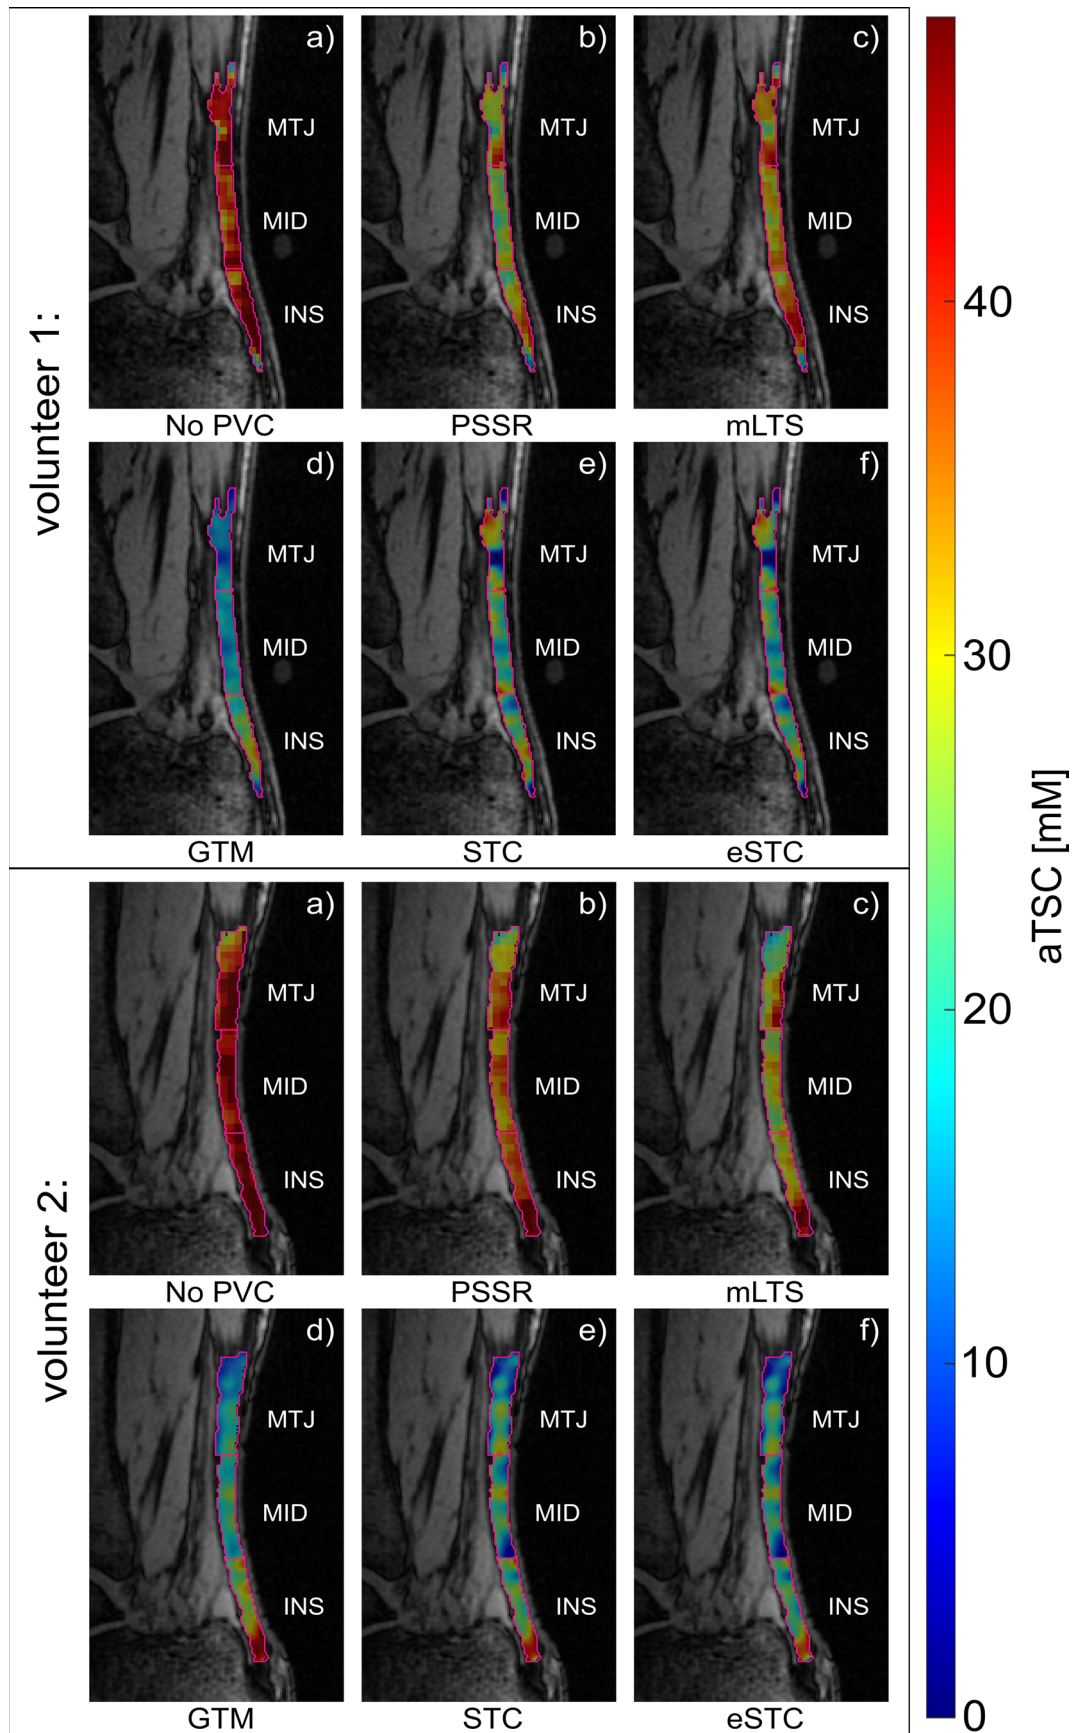 volunteer 1:
a)
MTJ
MID
INS
No PVC
b)
MTJ
MID
INS
PSSR
c)
MTJ
MID
INS
mLTS
d)
MTJ
MID
INS
GTM
e)
MTJ
MID
INS
STC
f)
MTJ
MID
INS
eSTC
volunteer 2:
a)
MTJ
MID
INS
No PVC
b)
MTJ
MID
INS
PSSR
c)
MTJ
MID
INS
mLTS
d)
MTJ
MID
INS
GTM
e)
MTJ
MID
INS
STC
f)
MTJ
MID
INS
eSTC
40
30
20
10
0
aTSC [mM]